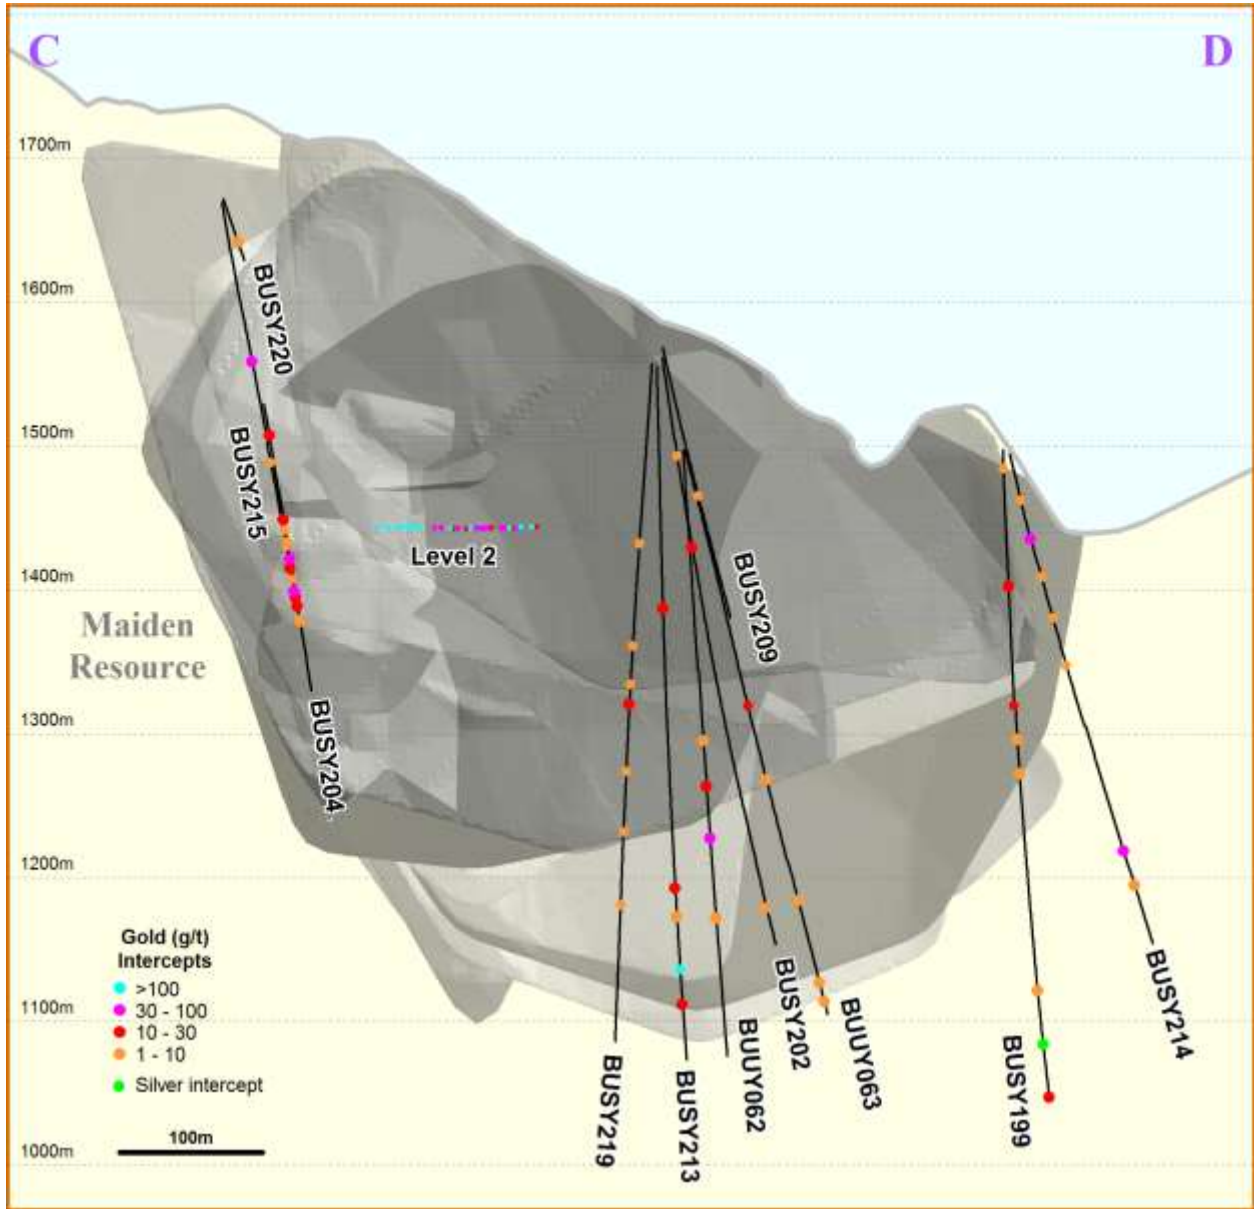 C
D
1700m
1600m
BUSY220
1500m
BUSY215
Level 2
1400m
BUSY209
Maiden
Resource
1300m
BUSY204
1200m
Gold (g/t)
Intercepts
>100
30 - 100
10 - 30
1 - 10
Silver intercept
1100m
BUSY219
BUSY213
BUUY062
BUSY202
BUUY063
BUSY199
BUSY214
100m
1000m